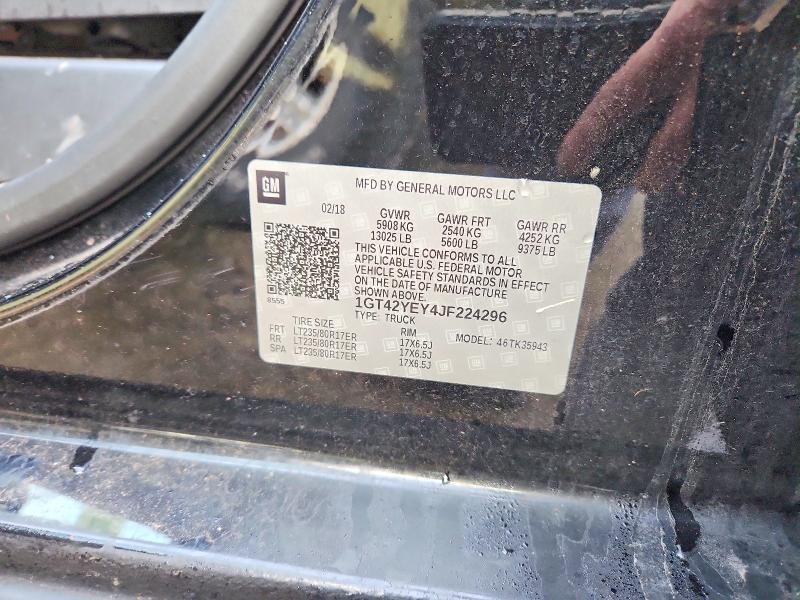 GM
MFD BY GENERAL MOTORS LLC
02/18
GVWR
5908 KG
13025 LB
GAWR FRT
2540 KG
5600 LB
GAWR RR
4252 KG
9375 LB
THIS VEHICLE CONFORMS TO ALL
APPLICABLE U.S. FEDERAL MOTOR
VEHICLE SAFETY STANDARDS IN EFFECT
ON THE DATE OF MANUFACTURE
SHOWN ABOVE.
8555
1GT42YEY4JF224296
TYPE: TRUCK
TIRE SIZE RIM
FRT LT235/80R17ER 17X6.5J
RR LT235/80R17ER 17X6.5J
SPA LT235/80R17ER 17X6.5J
MODEL: 46TK35943